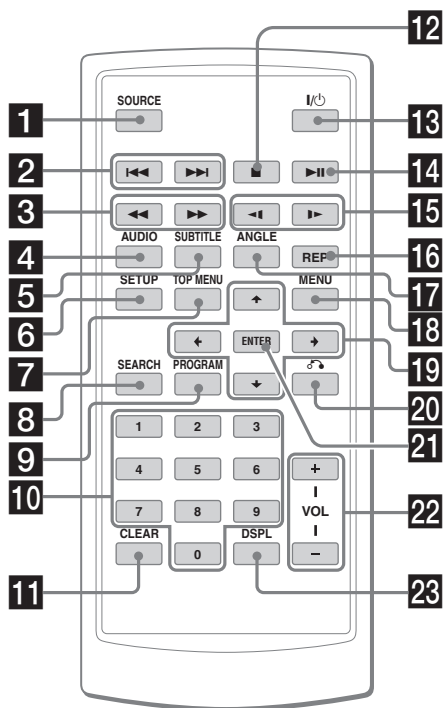 12
SOURCE
I/⏻
1
13
2
14
3
15
AUDIO SUBTITLE ANGLE
4
REP
16
SETUP TOP MENU MENU
5
17
6
18
ENTER
7
19
SEARCH PROGRAM
8
20
9
21
1 2 3
10
4 5 6
+
VOL
22
7 8 9
−
CLEAR DSPL
11
0
23